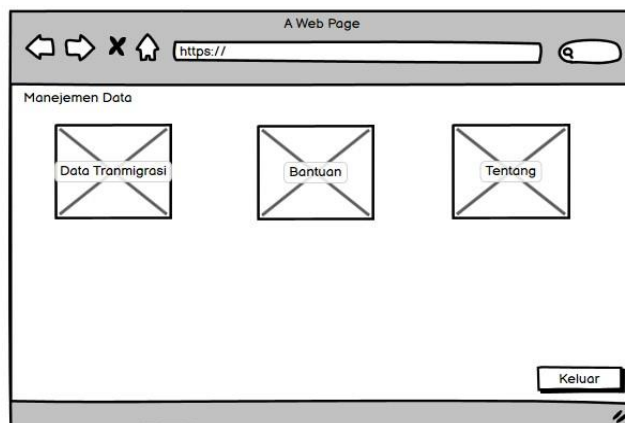 A Web Page
https://
Manejemen Data
Data Tranmigrasi
Bantuan
Tentang
Keluar